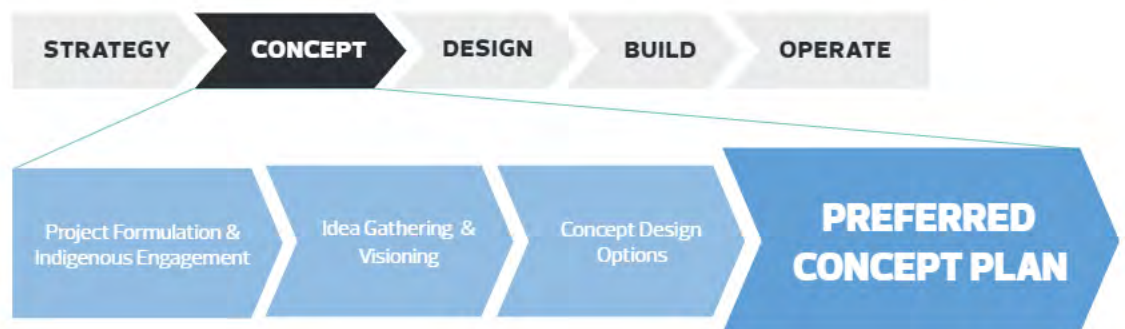 STRATEGY
CONCEPT
DESIGN
BUILD
OPERATE
Project Formulation &
Indigenous Engagement
Idea Gathering &
Visioning
Concept Design
Options
PREFERRED
CONCEPT PLAN